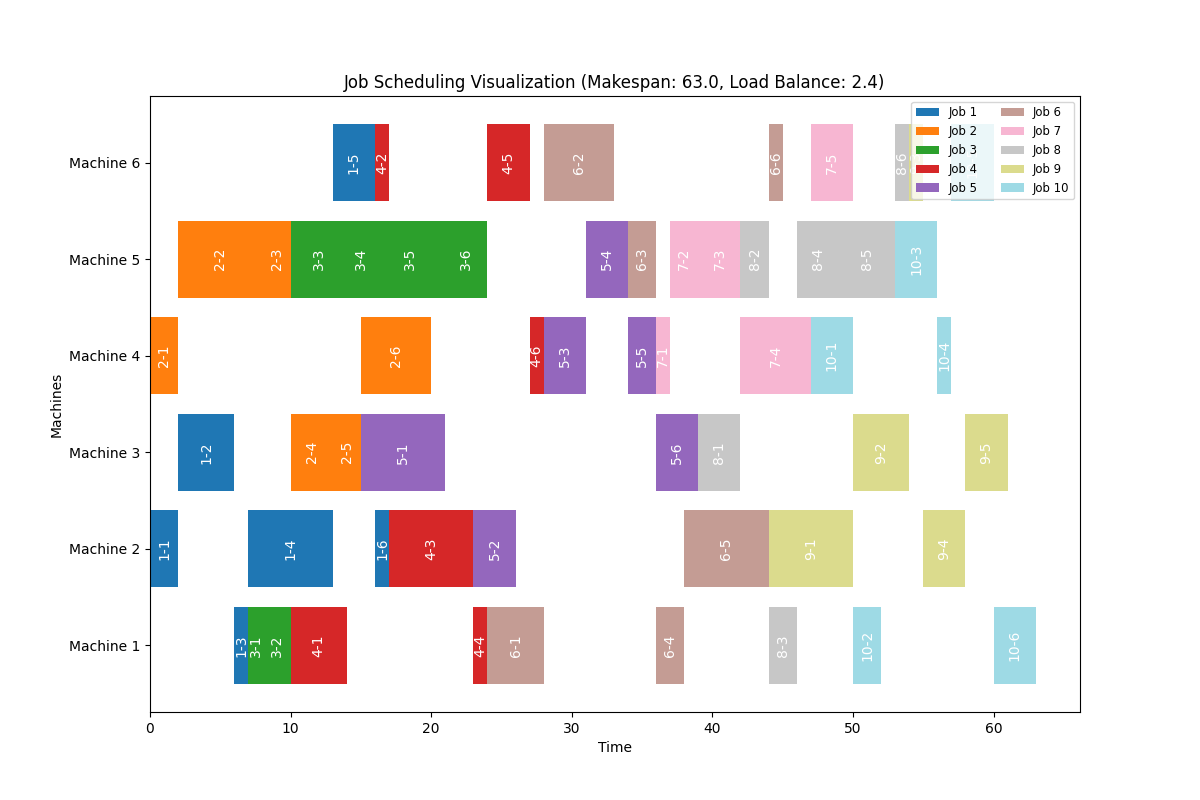 Job Scheduling Visualization (Makespan: 63.0, Load Balance: 2.4)
Job 1 Job 6
Job 2 Job 7
Job 3 Job 8
Job 4 Job 9
Job 5 Job 10
Machine 6 1-5 4-2 4-5 6-2 6-6 7-5 8-6
Machine 5 2-2 2-3 3-3 3-4 3-5 3-6 5-4 6-3 7-2 7-3 8-2 8-4 8-5 10-3
Machine 4 2-1 2-6 4-6 5-3 5-5 7-1 7-4 10-1 10-4
Machine 3 1-2 2-4 2-5 5-1 5-6 8-1 9-2 9-5
Machine 2 1-1 1-4 1-6 4-3 5-2 6-5 9-1 9-4
Machine 1 1-3 3-1 3-2 4-1 4-4 6-1 6-4 8-3 10-2 10-6
Machines
0 10 20 30 40 50 60
Time